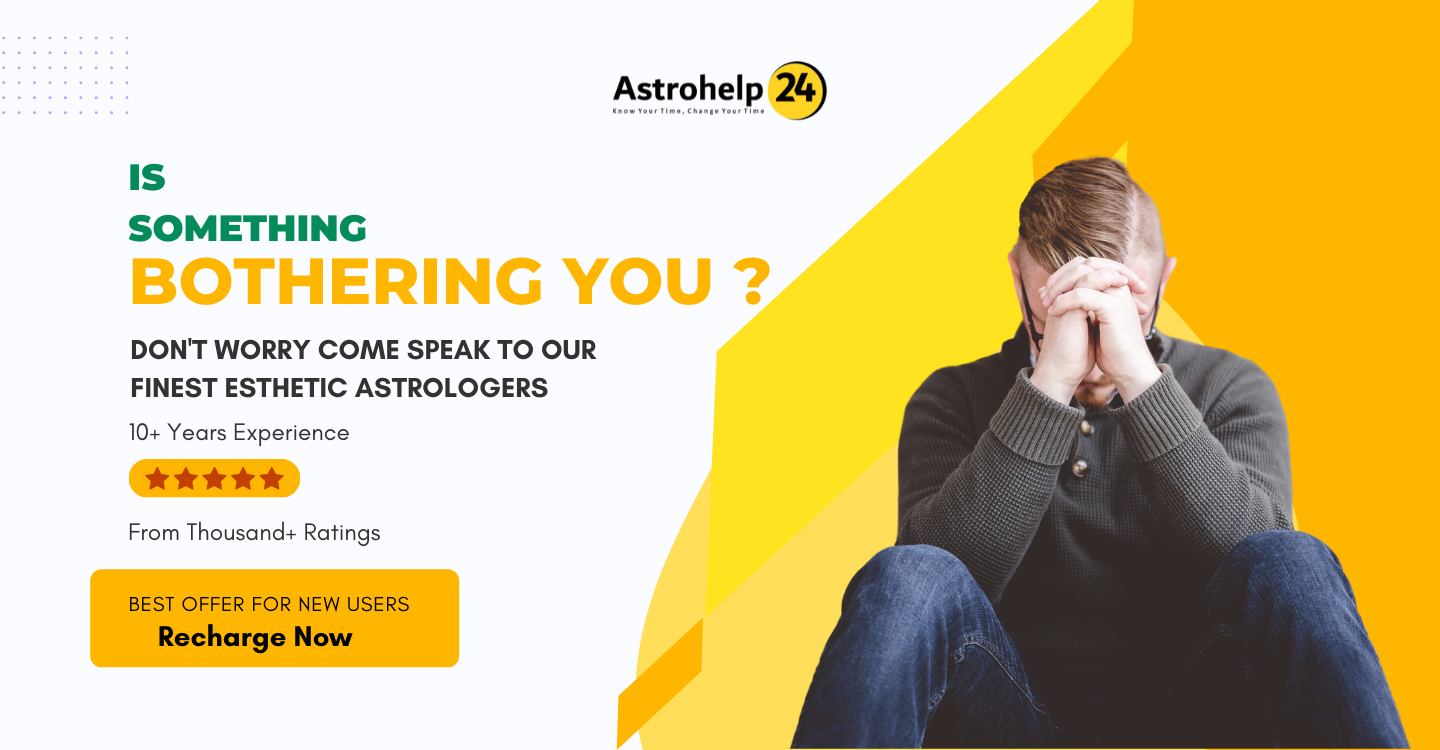 Astrohelp 24
Know Your Time, Change Your Time
IS
SOMETHING
BOTHERING YOU ?
DON'T WORRY COME SPEAK TO OUR
FINEST ESTHETIC ASTROLOGERS
10+ Years Experience
From Thousand+ Ratings
BEST OFFER FOR NEW USERS
Recharge Now